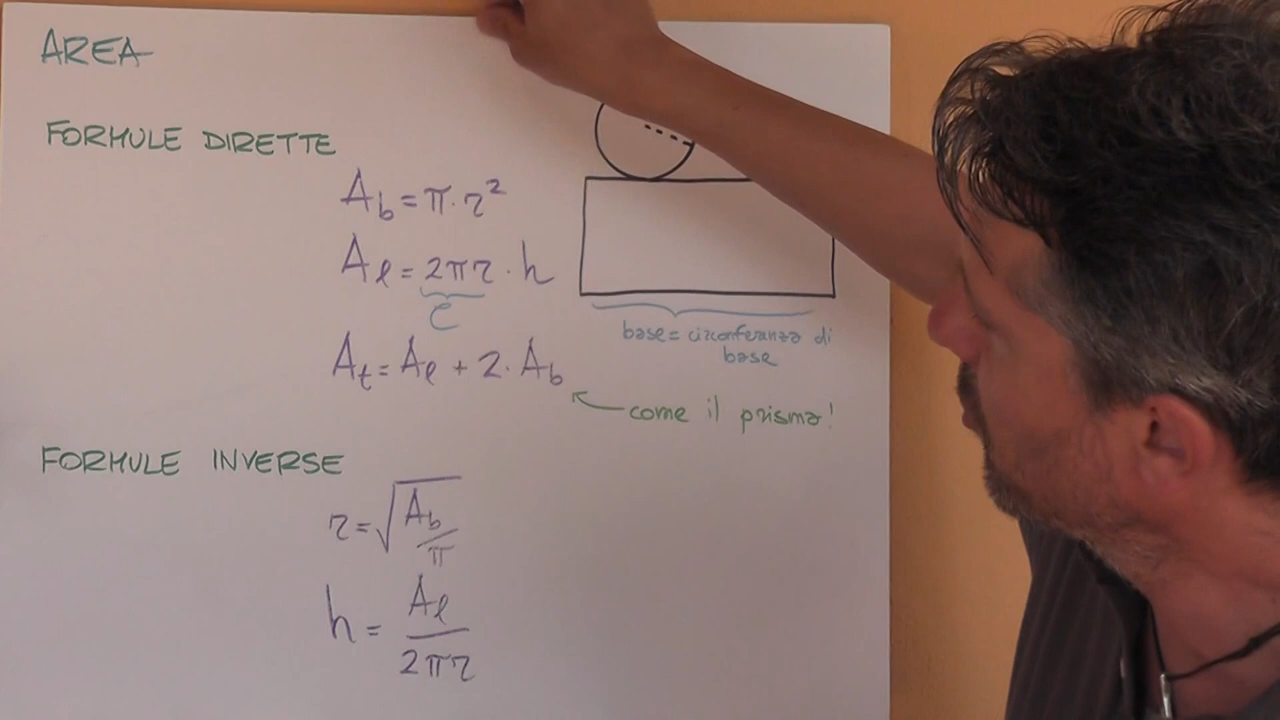 AREA
FORMULE DIRETTE
A_b = π · r²
A_l = 2πr · h
C
base = circonferenza di
base
A_t = A_l + 2 · A_b
come il prisma!
FORMULE INVERSE
r = √(A_b / π)
h = A_l / 2πr